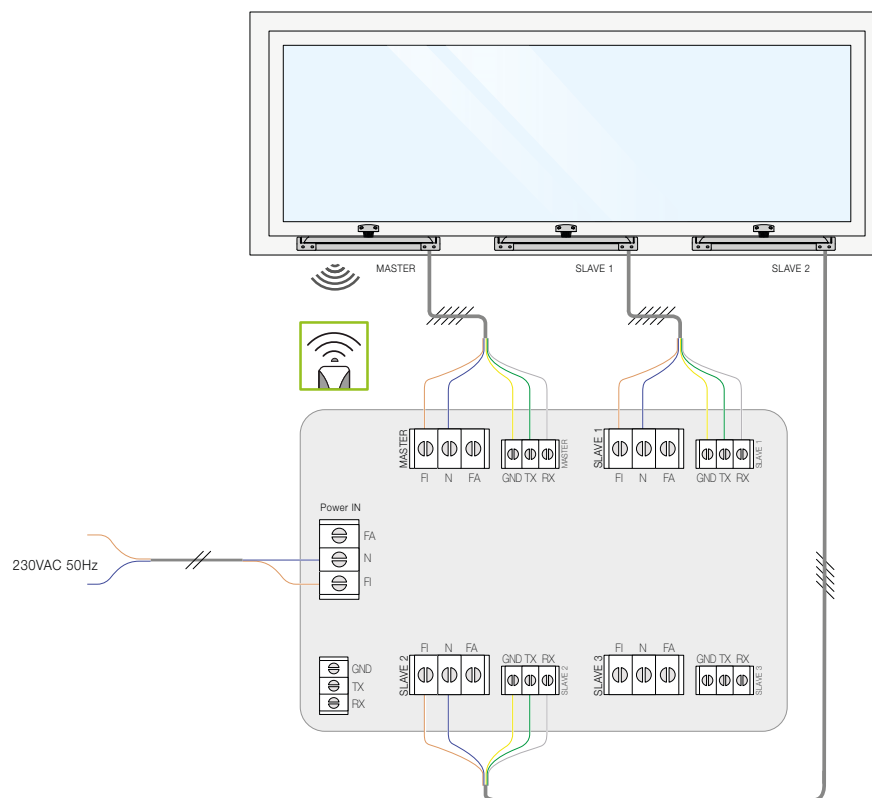 MASTER
SLAVE 1
SLAVE 2
MASTER
FI N FA
GND TX RX
MASTER
SLAVE 1
FI N FA
GND TX RX
SLAVE 1
Power IN
FA
N
FI
230VAC 50Hz
GND
TX
RX
SLAVE 2
FI N FA
GND TX RX
SLAVE 2
SLAVE 3
FI N FA
GND TX RX
SLAVE 3